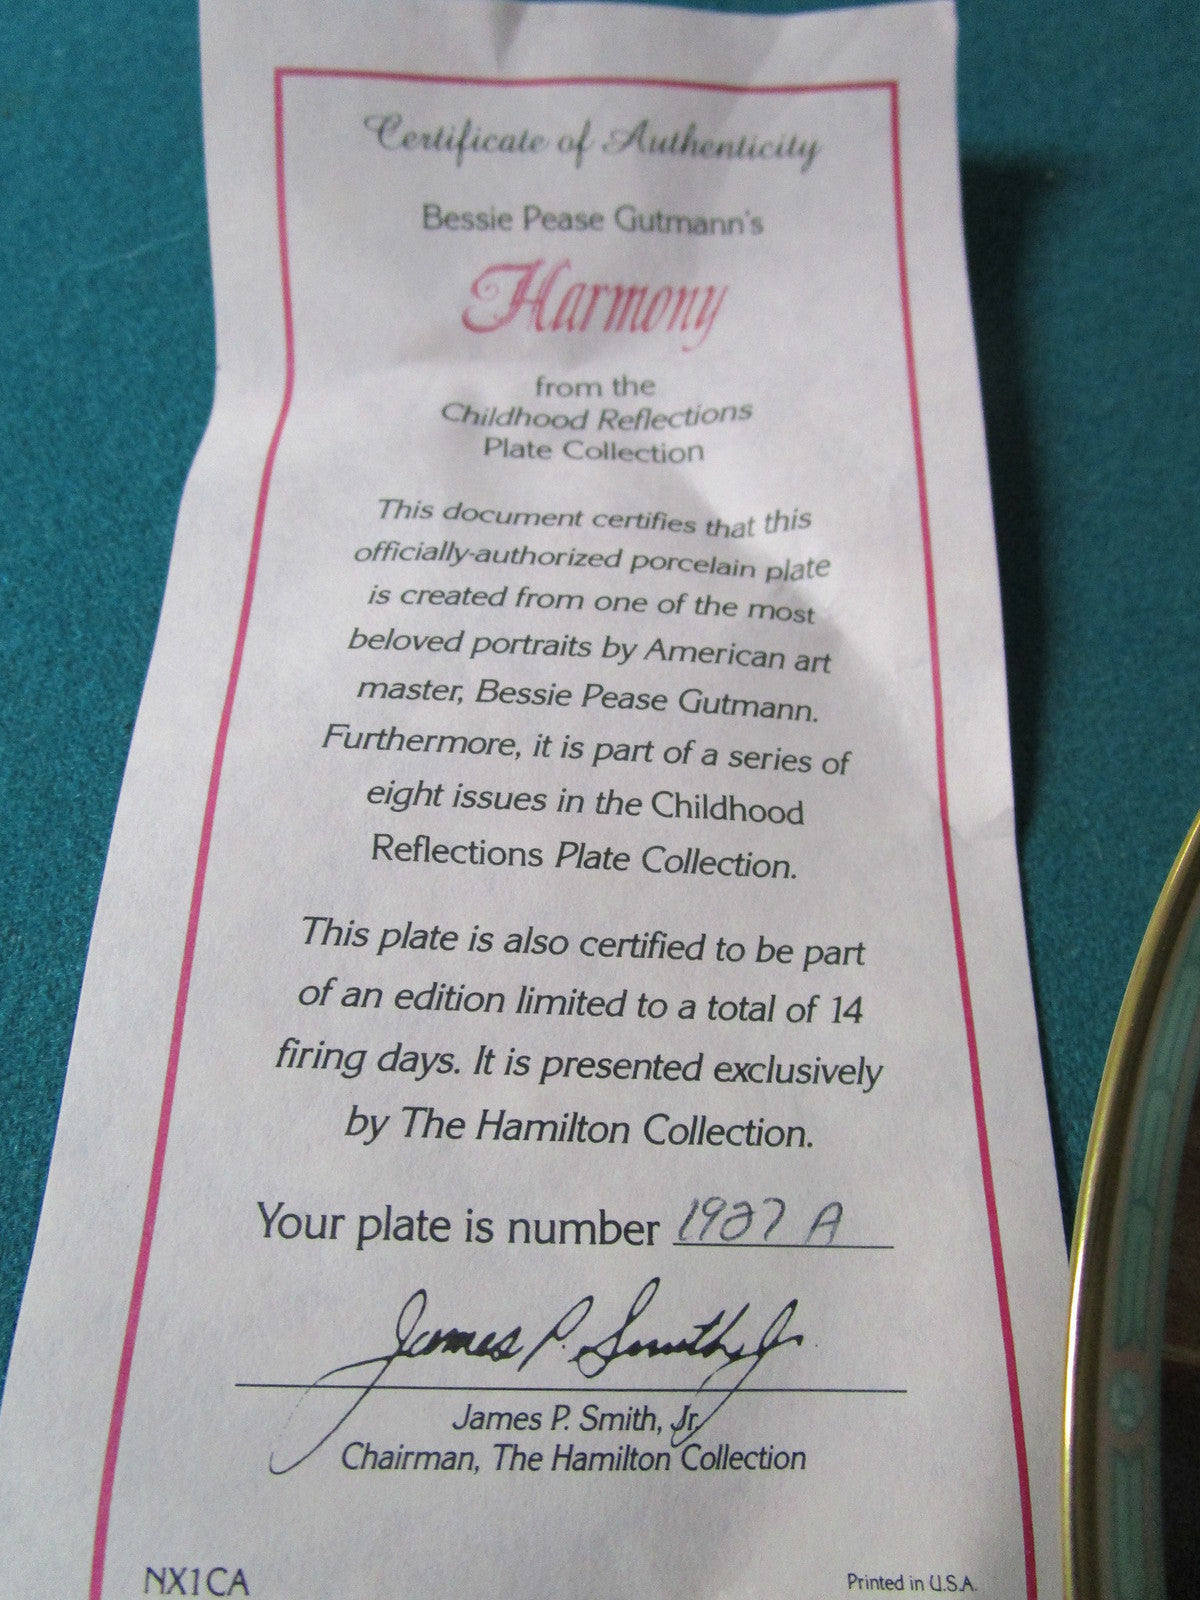 Certificate of Authenticity
Bessie Pease Gutmann's
Harmony
from the
Childhood Reflections
Plate Collection
This document certifies that this
officially-authorized porcelain plate
is created from one of the most
beloved portraits by American art
master, Bessie Pease Gutmann.
Furthermore, it is part of a series of
eight issues in the Childhood
Reflections Plate Collection.
This plate is also certified to be part
of an edition limited to a total of 14
firing days. It is presented exclusively
by The Hamilton Collection.
Your plate is number 1927 A
James P. Smith, Jr.
James P. Smith, Jr.
Chairman, The Hamilton Collection
NX1CA
Printed in U.S.A.